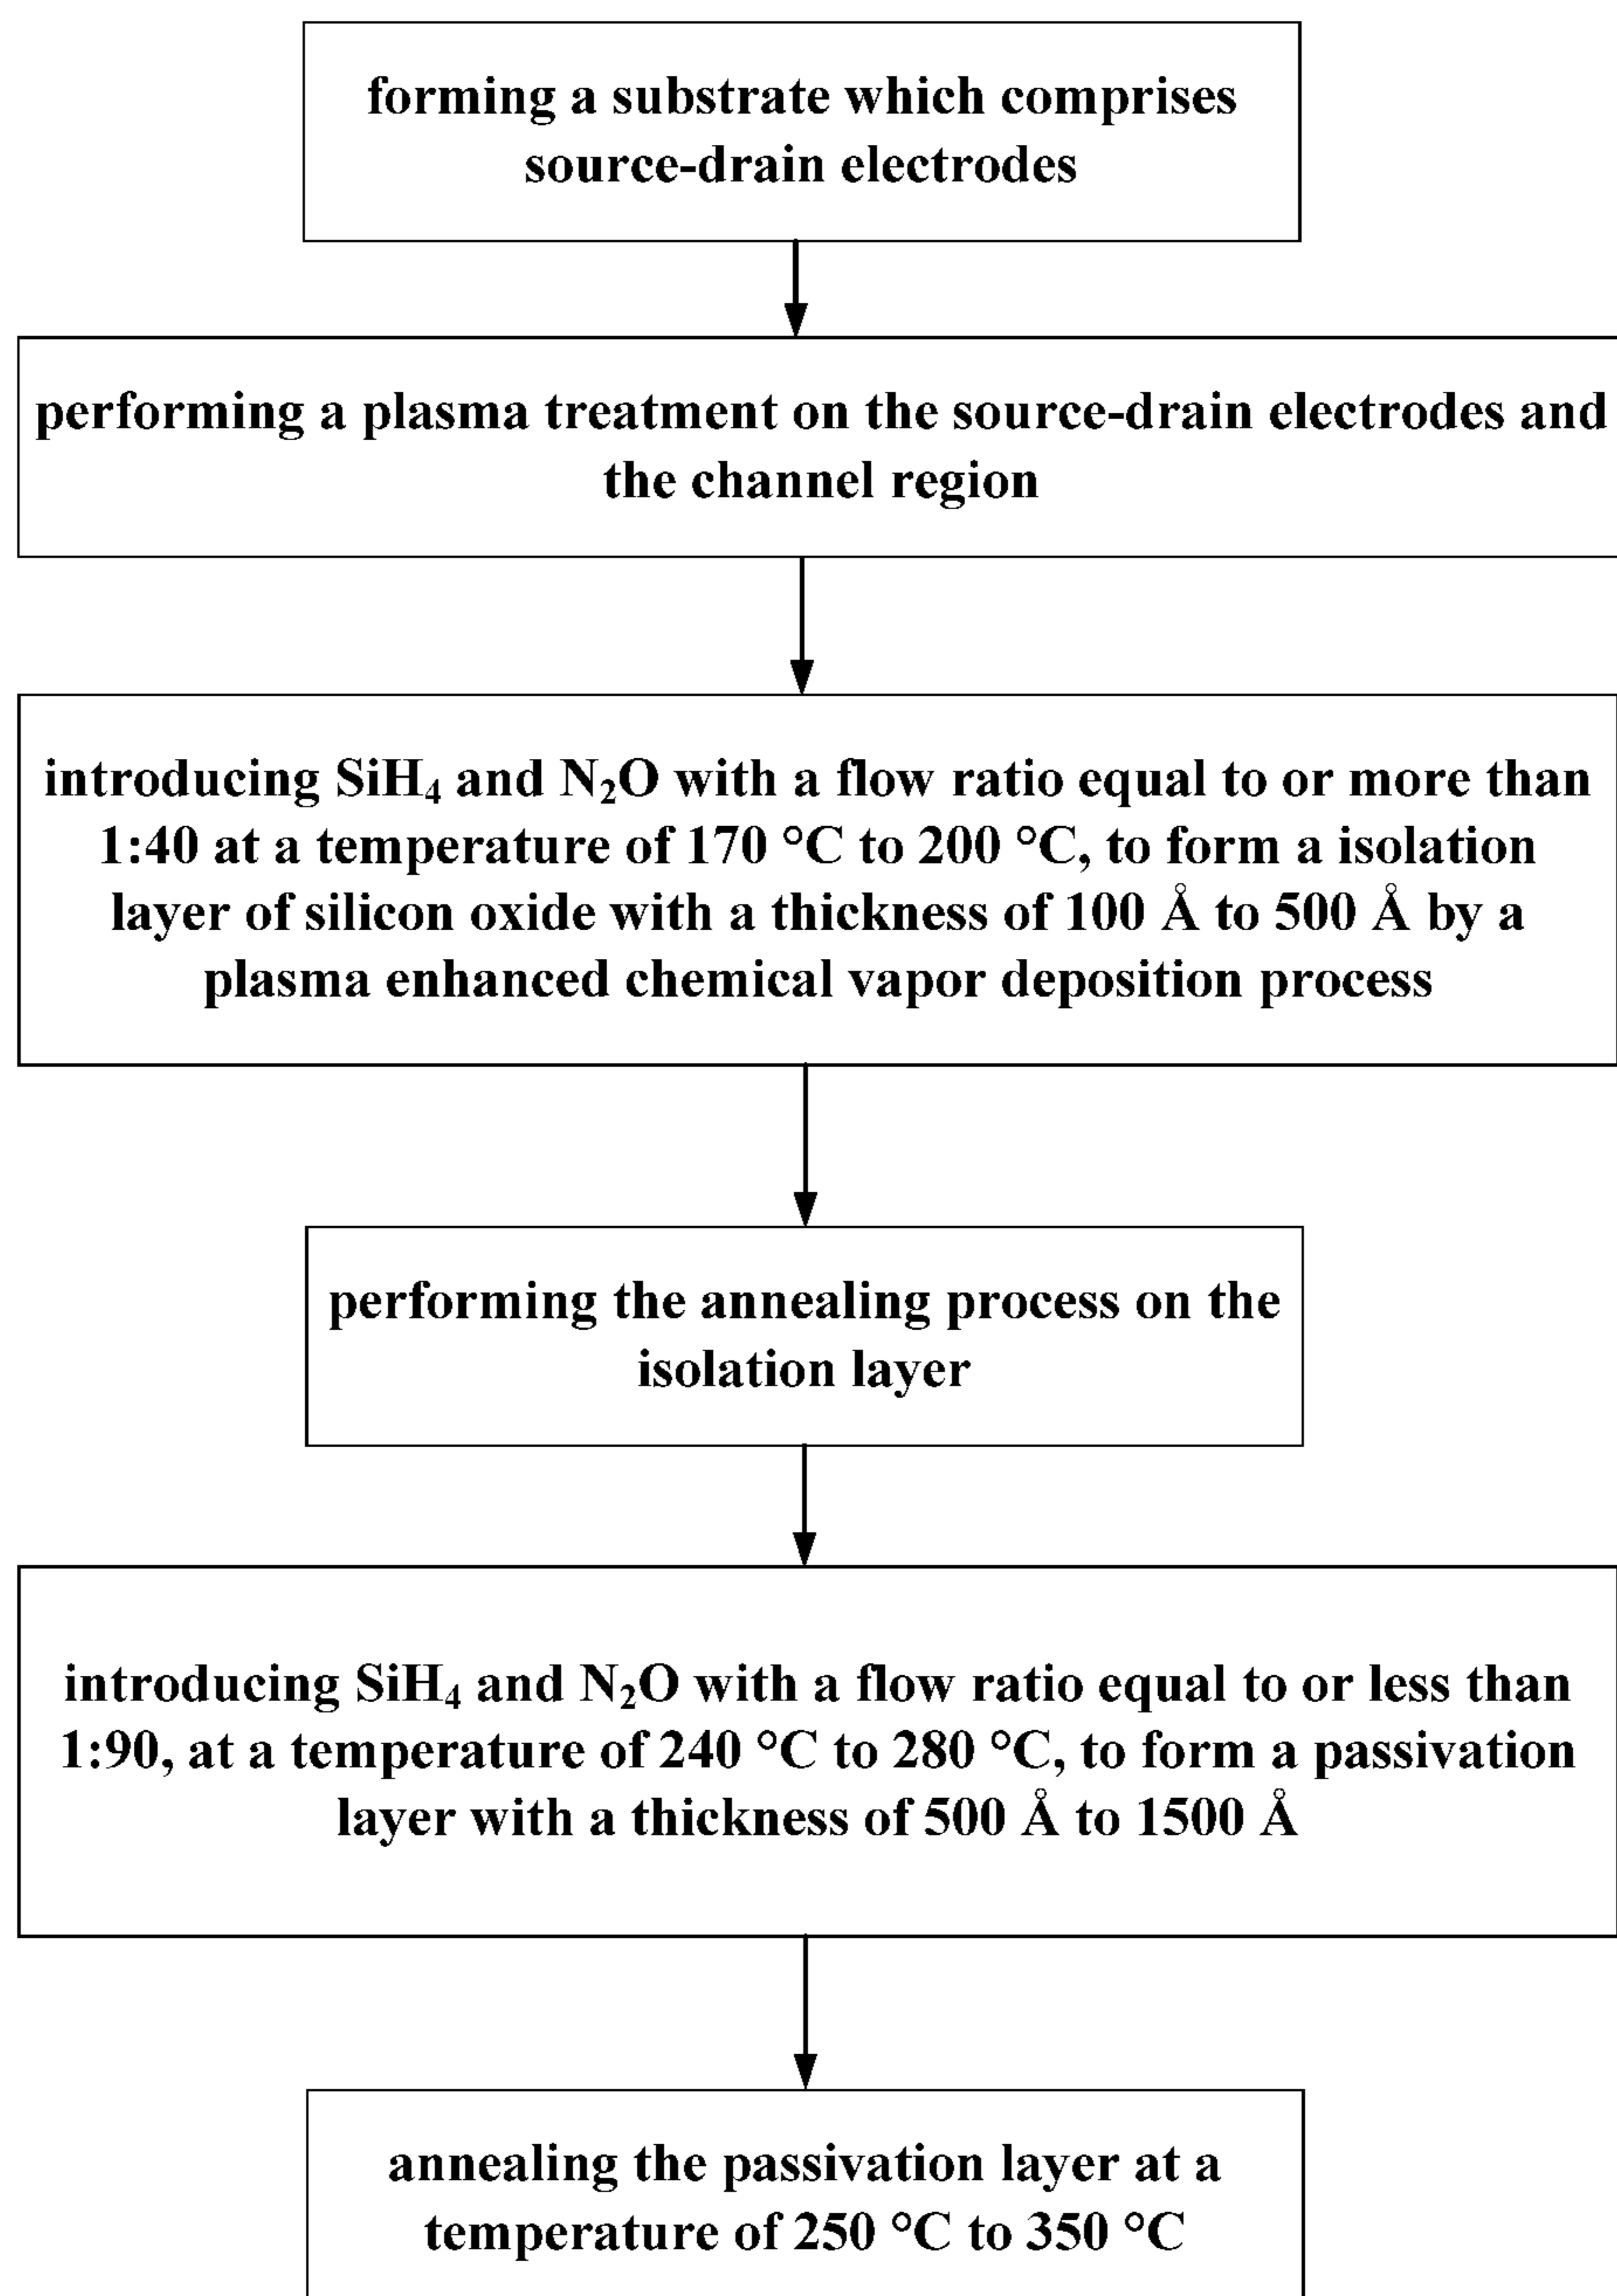 forming a substrate which comprises
source-drain electrodes
performing a plasma treatment on the source-drain electrodes and
the channel region
introducing SiH₄ and N₂O with a flow ratio equal to or more than
1:40 at a temperature of 170 °C to 200 °C, to form a isolation
layer of silicon oxide with a thickness of 100 Å to 500 Å by a
plasma enhanced chemical vapor deposition process
performing the annealing process on the
isolation layer
introducing SiH₄ and N₂O with a flow ratio equal to or less than
1:90, at a temperature of 240 °C to 280 °C, to form a passivation
layer with a thickness of 500 Å to 1500 Å
annealing the passivation layer at a
temperature of 250 °C to 350 °C